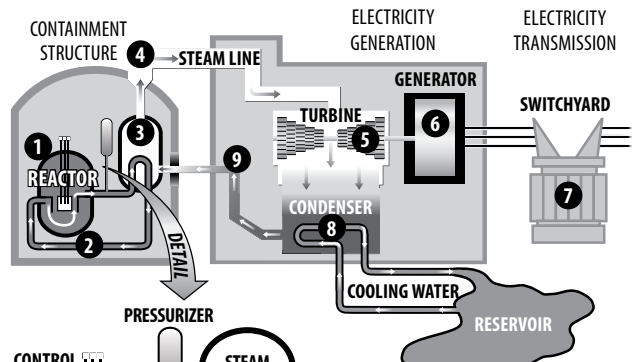 CONTAINMENT
STRUCTURE
ELECTRICITY
GENERATION
ELECTRICITY
TRANSMISSION
4
STEAM LINE
GENERATOR
SWITCHYARD
TURBINE
1
3
5
6
REACTOR
9
7
2
DETAIL
CONDENSER
8
COOLING WATER
RESERVOIR
PRESSURIZER
CONTROL
STEAM